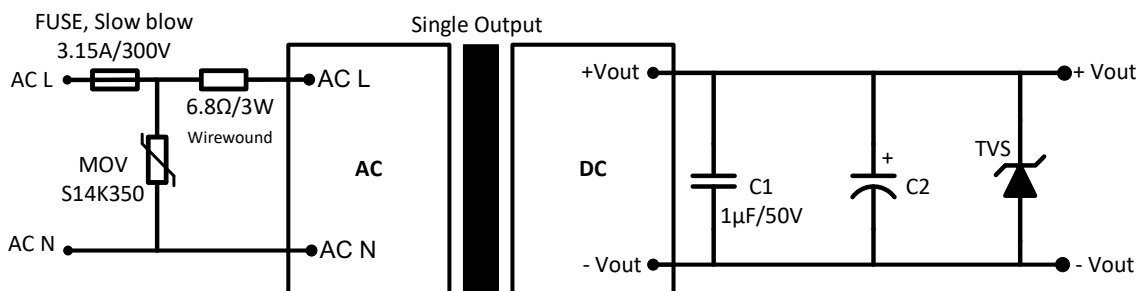 FUSE, Slow blow
3.15A/300V
Single Output
AC L
AC L
+Vout
+ Vout
6.8Ω/3W
Wirewound
MOV
S14K350
AC
DC
C1
1µF/50V
+
C2
TVS
AC N
AC N
- Vout
- Vout